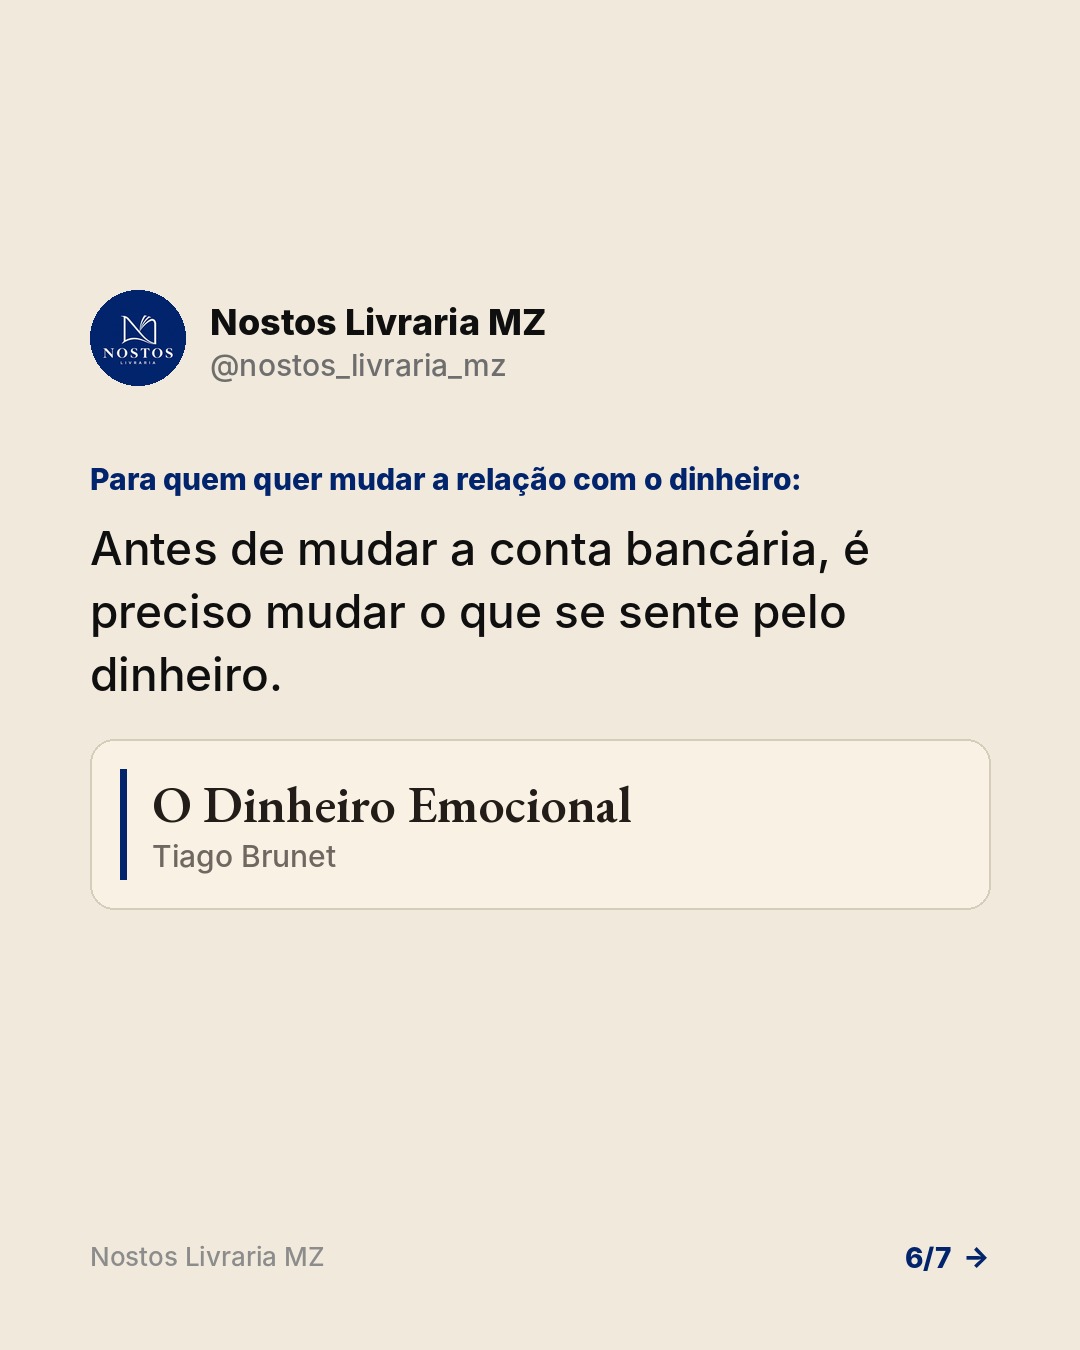 NOSTOS
LIVRARIA
Nostos Livraria MZ
@nostos_livraria_mz
Para quem quer mudar a relação com o dinheiro:
Antes de mudar a conta bancária, é
preciso mudar o que se sente pelo
dinheiro.
O Dinheiro Emocional
Tiago Brunet
Nostos Livraria MZ
6/7 →